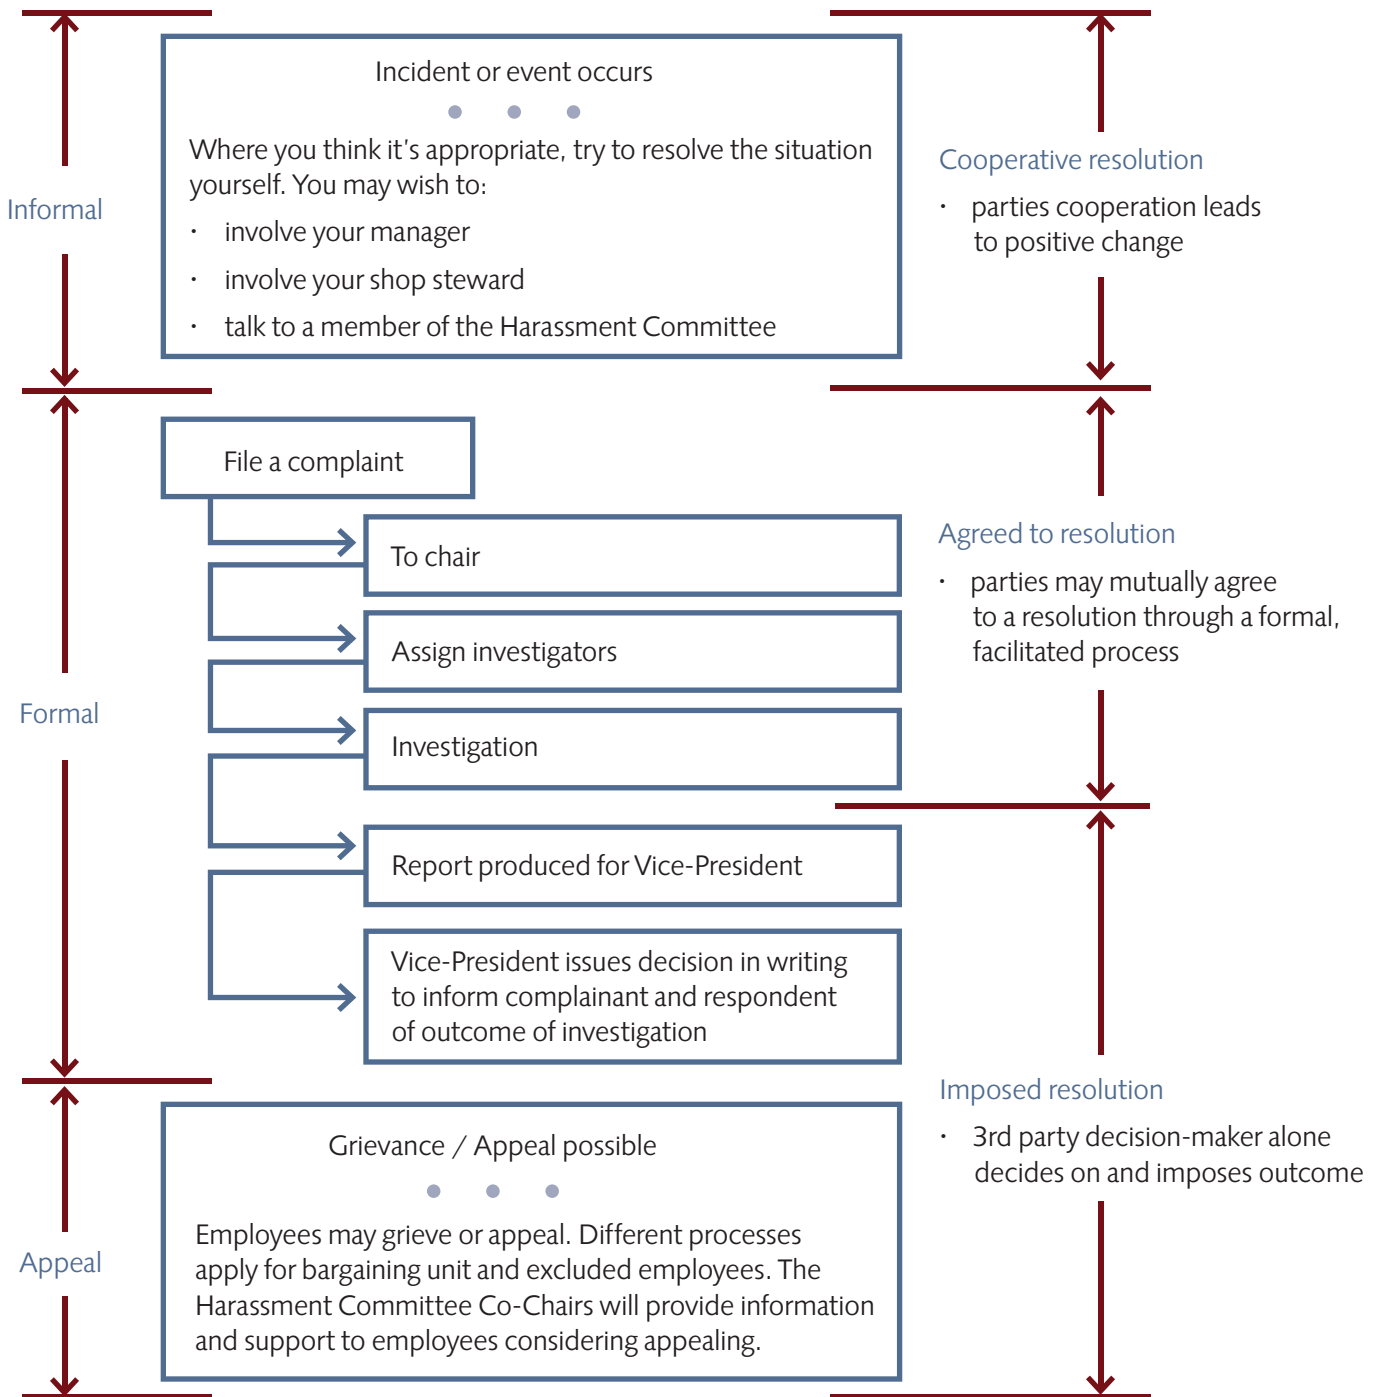 Incident or event occurs
Where you think it's appropriate, try to resolve the situation
yourself. You may wish to:
· involve your manager
· involve your shop steward
· talk to a member of the Harassment Committee
Informal
Cooperative resolution
· parties cooperation leads
to positive change
File a complaint
To chair
Assign investigators
Investigation
Report produced for Vice-President
Vice-President issues decision in writing
to inform complainant and respondent
of outcome of investigation
Formal
Agreed to resolution
· parties may mutually agree
to a resolution through a formal,
facilitated process
Grievance / Appeal possible
Employees may grieve or appeal. Different processes
apply for bargaining unit and excluded employees. The
Harassment Committee Co-Chairs will provide information
and support to employees considering appealing.
Appeal
Imposed resolution
· 3rd party decision-maker alone
decides on and imposes outcome